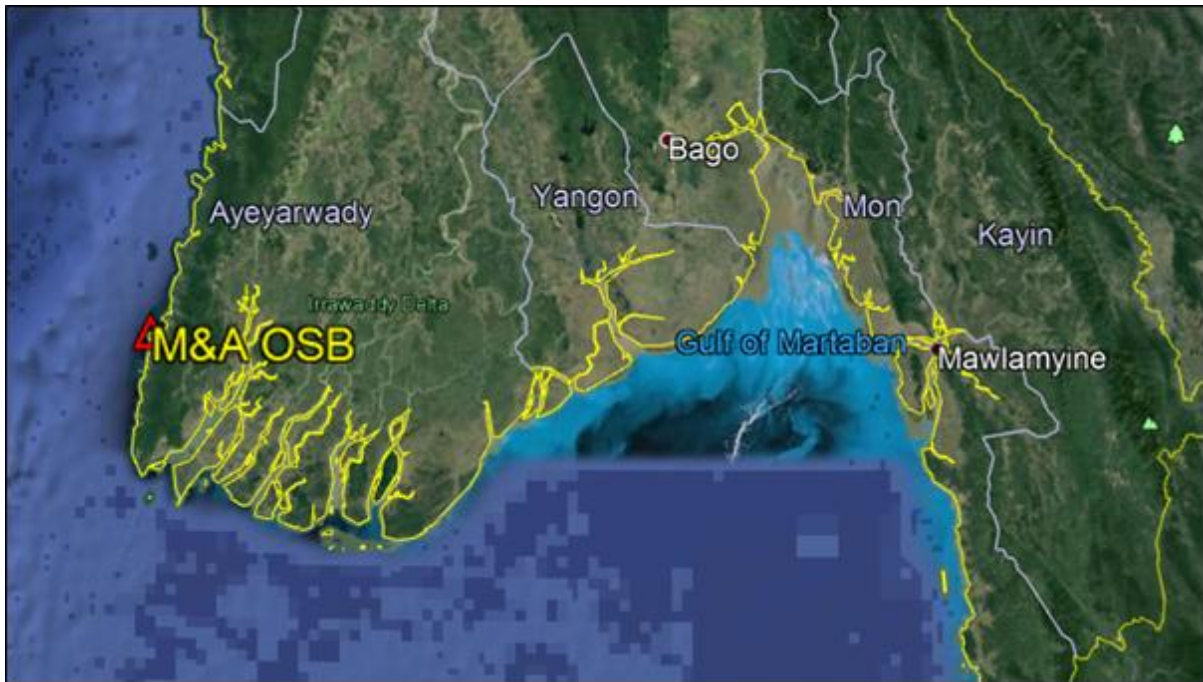 Bago
Yangon
Mon
Ayeyarwady
Kayin
Irrawaddy Delta
M&A OSB
Gulf of Martaban
Mawlamyine